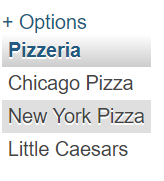 + Options
Pizzeria
Chicago Pizza
New York Pizza
Little Caesars